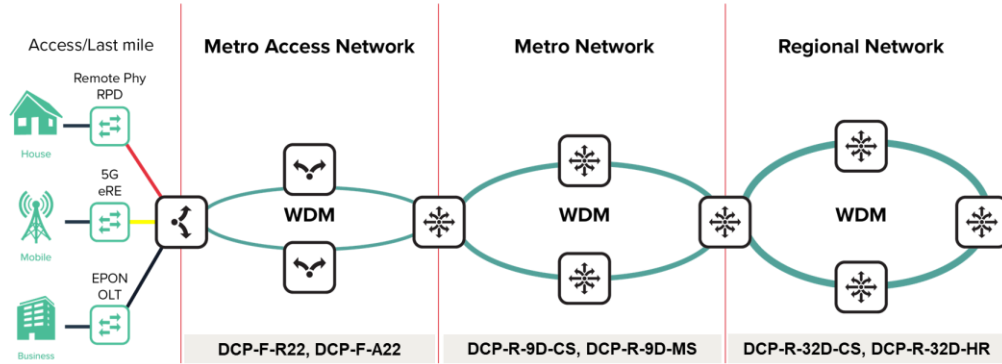 Access/Last mile
Metro Access Network
Metro Network
Regional Network
Remote Phy
RPD
House
5G
eRE
Mobile
EPON
OLT
Business
WDM
WDM
WDM
DCP-F-R22, DCP-F-A22
DCP-R-9D-CS, DCP-R-9D-MS
DCP-R-32D-CS, DCP-R-32D-HR